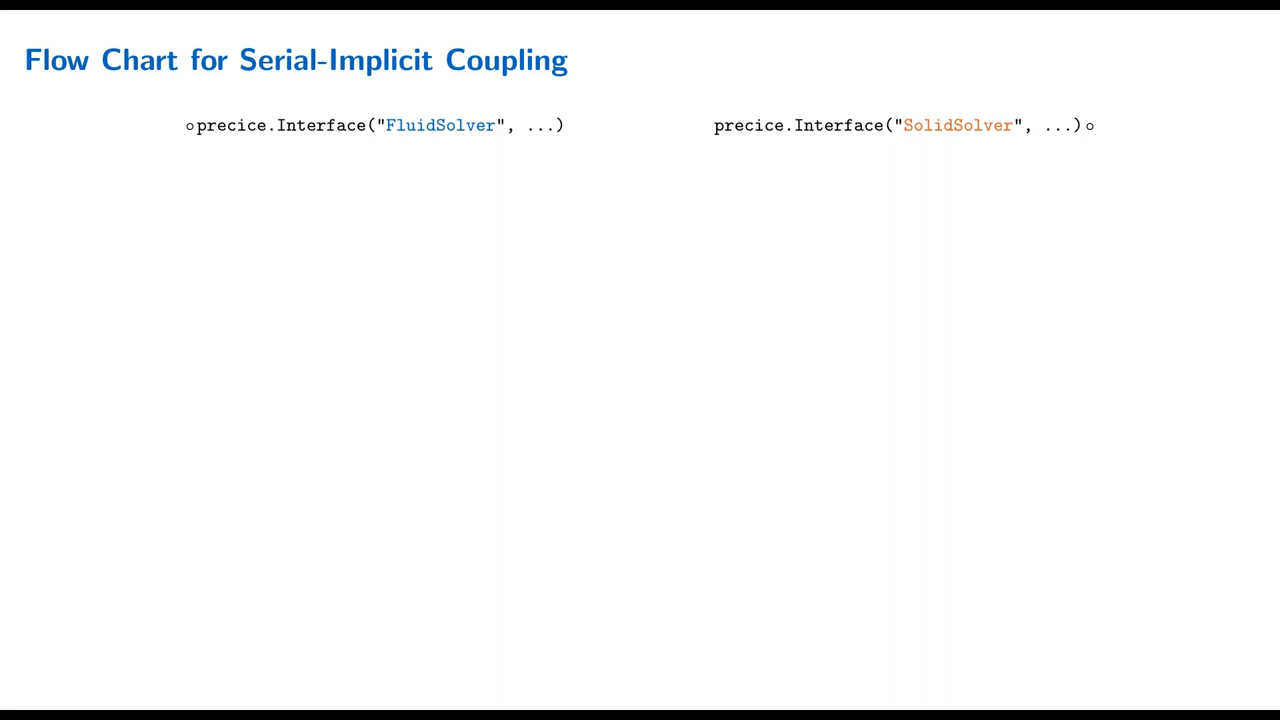 Flow Chart for Serial-Implicit Coupling
precice.Interface("FluidSolver", ...)
precice.Interface("SolidSolver", ...)